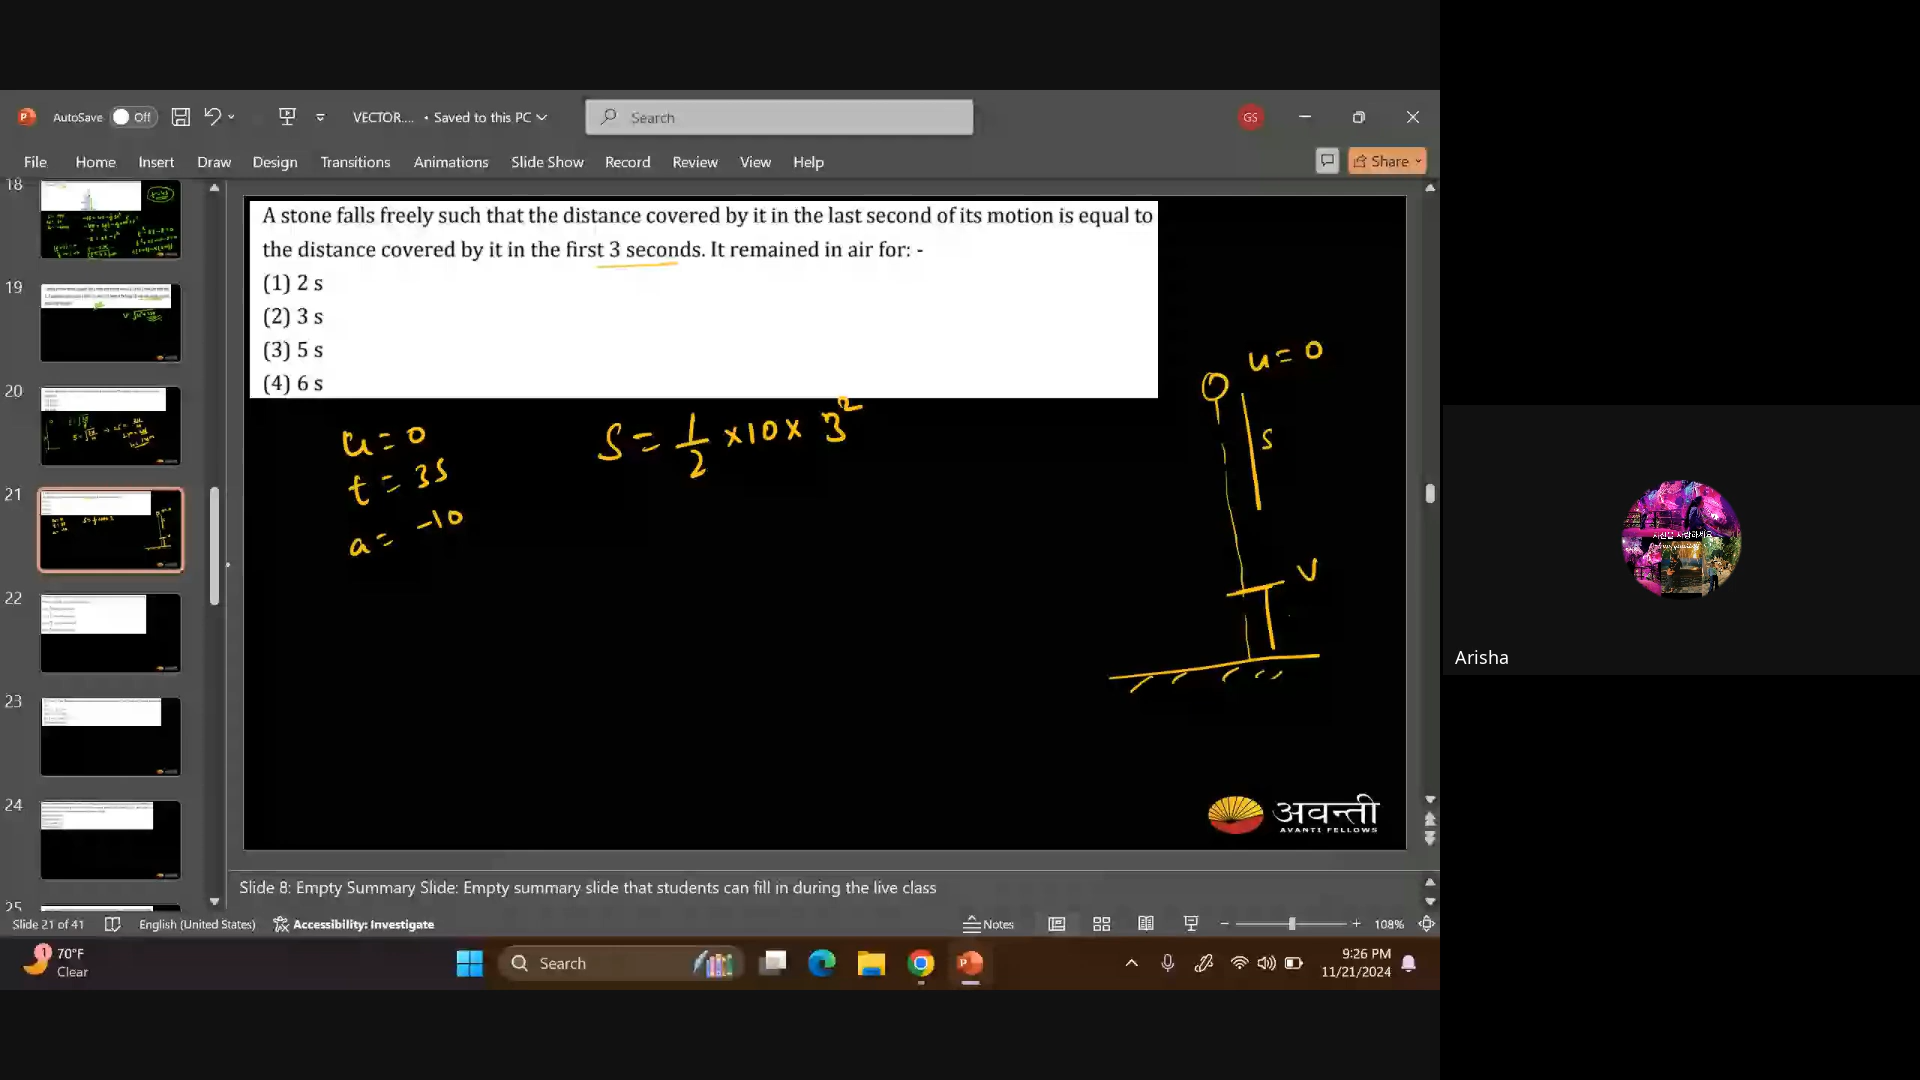 AutoSave Off VECTOR.... • Saved to this PC Search GS
File Home Insert Draw Design Transitions Animations Slide Show Record Review View Help Share
18
19
20
21
22
23
24
25
A stone falls freely such that the distance covered by it in the last second of its motion is equal to
the distance covered by it in the first 3 seconds. It remained in air for: -
(1) 2 s
(2) 3 s
(3) 5 s
(4) 6 s
u = 0
t = 3s
a = -10
S = 1/2 × 10 × 3²
u = 0
S
V
अवन्ती
AVANTI FELLOWS
Arisha
Slide 8: Empty Summary Slide: Empty summary slide that students can fill in during the live class
Slide 21 of 41 English (United States) Accessibility: Investigate Notes 108%
1
70°F
Clear
Search
9:26 PM
11/21/2024